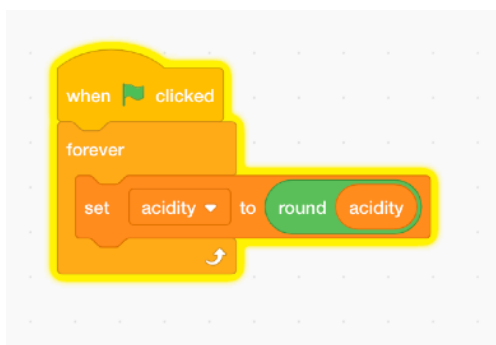 when clicked
forever
set acidity to round acidity